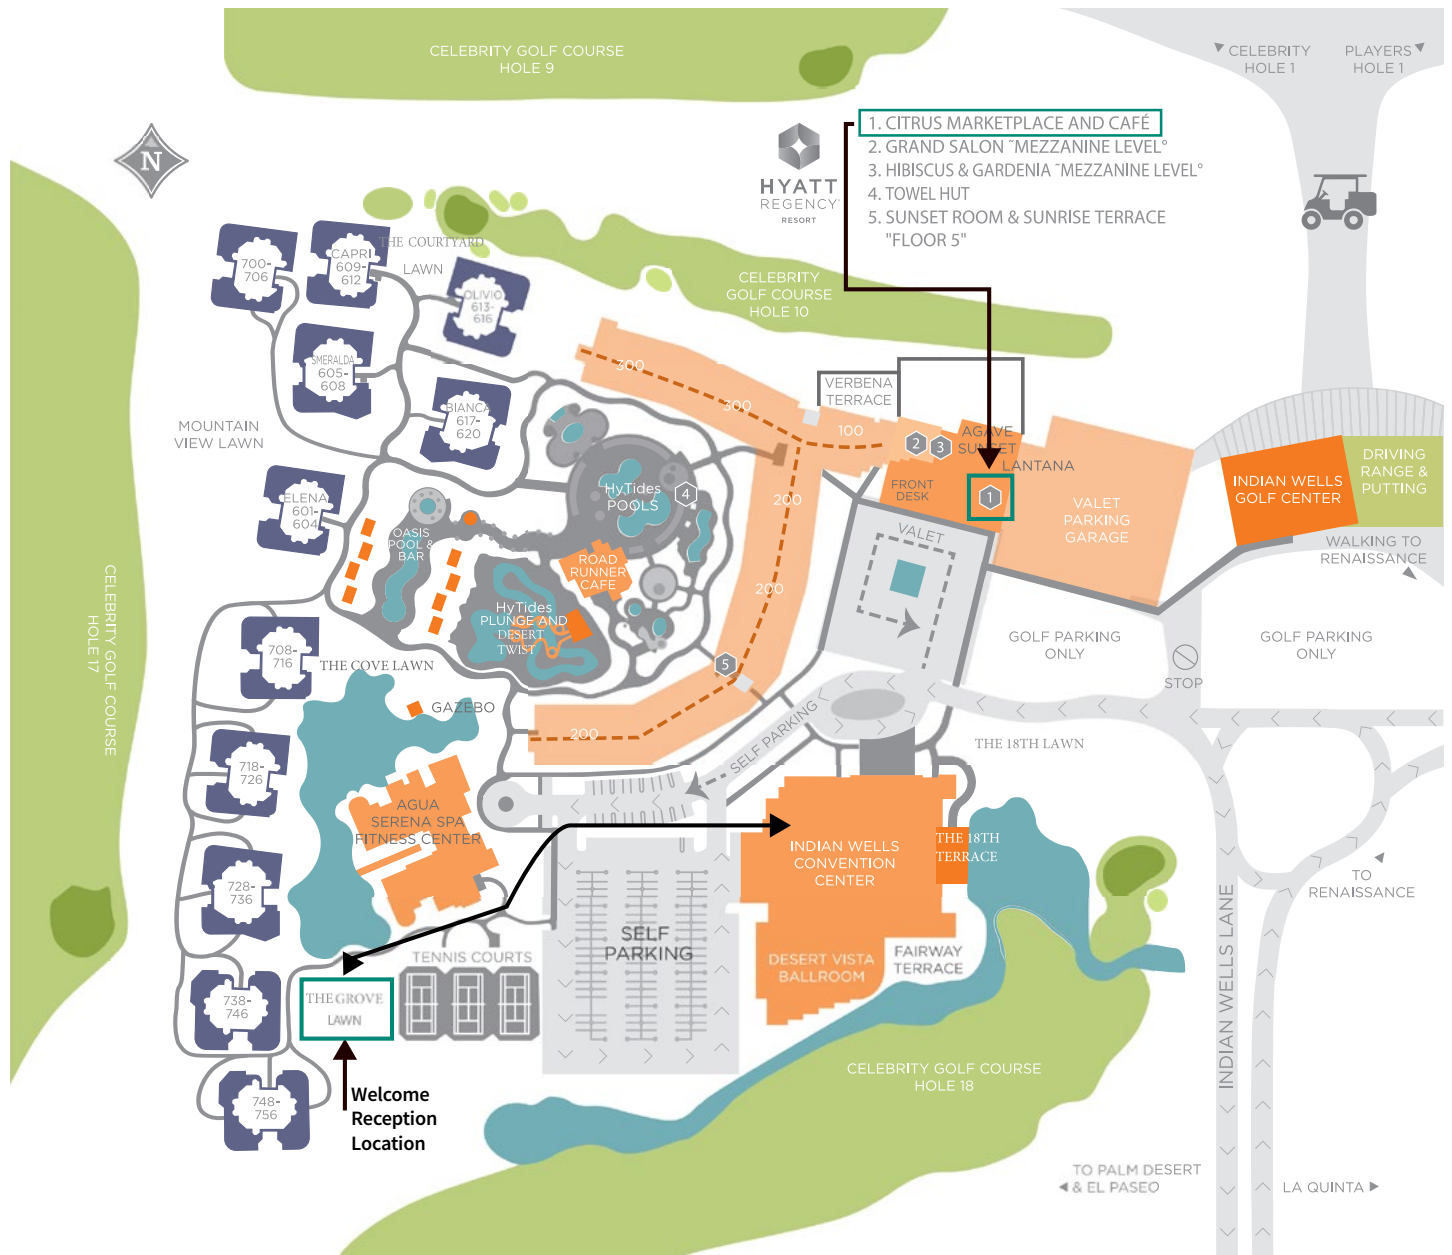 CELEBRITY GOLF COURSE
HOLE 9
CELEBRITY
HOLE 1
PLAYERS
HOLE 1
N
HYATT
REGENCY
RESORT
1. CITRUS MARKETPLACE AND CAFÉ
2. GRAND SALON ˜MEZZANINE LEVEL°
3. HIBISCUS & GARDENIA ˜MEZZANINE LEVEL°
4. TOWEL HUT
5. SUNSET ROOM & SUNRISE TERRACE
"FLOOR 5"
700-
706
CAPRI
609-
612
THE COURTYARD
LAWN
OLIVIO
613-
616
CELEBRITY
GOLF COURSE
HOLE 10
SMERALDA
605-
608
BIANCA
617-
620
MOUNTAIN
VIEW LAWN
ELENA
601-
604
300
300
100
200
200
200
VERBENA
TERRACE
2
3
AGAVE
SUNSET
LANTANA
FRONT
DESK
1
VALET
PARKING
GARAGE
INDIAN WELLS
GOLF CENTER
DRIVING
RANGE &
PUTTING
WALKING TO
RENAISSANCE
HyTides
POOLS
4
OASIS
POOL &
BAR
ROAD
RUNNER
CAFE
HyTides
PLUNGE AND
DESERT
TWIST
VALET
5
GOLF PARKING
ONLY
GOLF PARKING
ONLY
STOP
CELEBRITY GOLF COURSE
HOLE 17
708-
716
THE COVE LAWN
GAZEBO
718-
726
SELF PARKING
THE 18TH LAWN
AGUA
SERENA SPA
FITNESS CENTER
INDIAN WELLS
CONVENTION
CENTER
THE 18TH
TERRACE
728-
736
TO
RENAISSANCE
SELF
PARKING
TENNIS COURTS
DESERT VISTA
BALLROOM
FAIRWAY
TERRACE
INDIAN WELLS LANE
738-
746
THE GROVE
LAWN
748-
756
Welcome
Reception
Location
CELEBRITY GOLF COURSE
HOLE 18
TO PALM DESERT
& EL PASEO
LA QUINTA